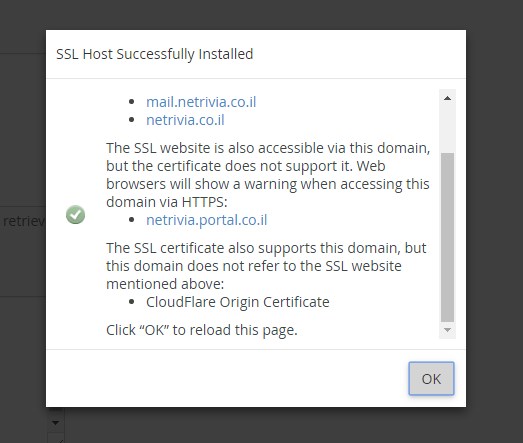 SSL Host Successfully Installed
mail.netrivia.co.il
netrivia.co.il
The SSL website is also accessible via this domain,
but the certificate does not support it. Web
browsers will show a warning when accessing this
domain via HTTPS:
netrivia.portal.co.il
retriev
The SSL certificate also supports this domain, but
this domain does not refer to the SSL website
mentioned above:
CloudFlare Origin Certificate
Click “OK” to reload this page.
OK